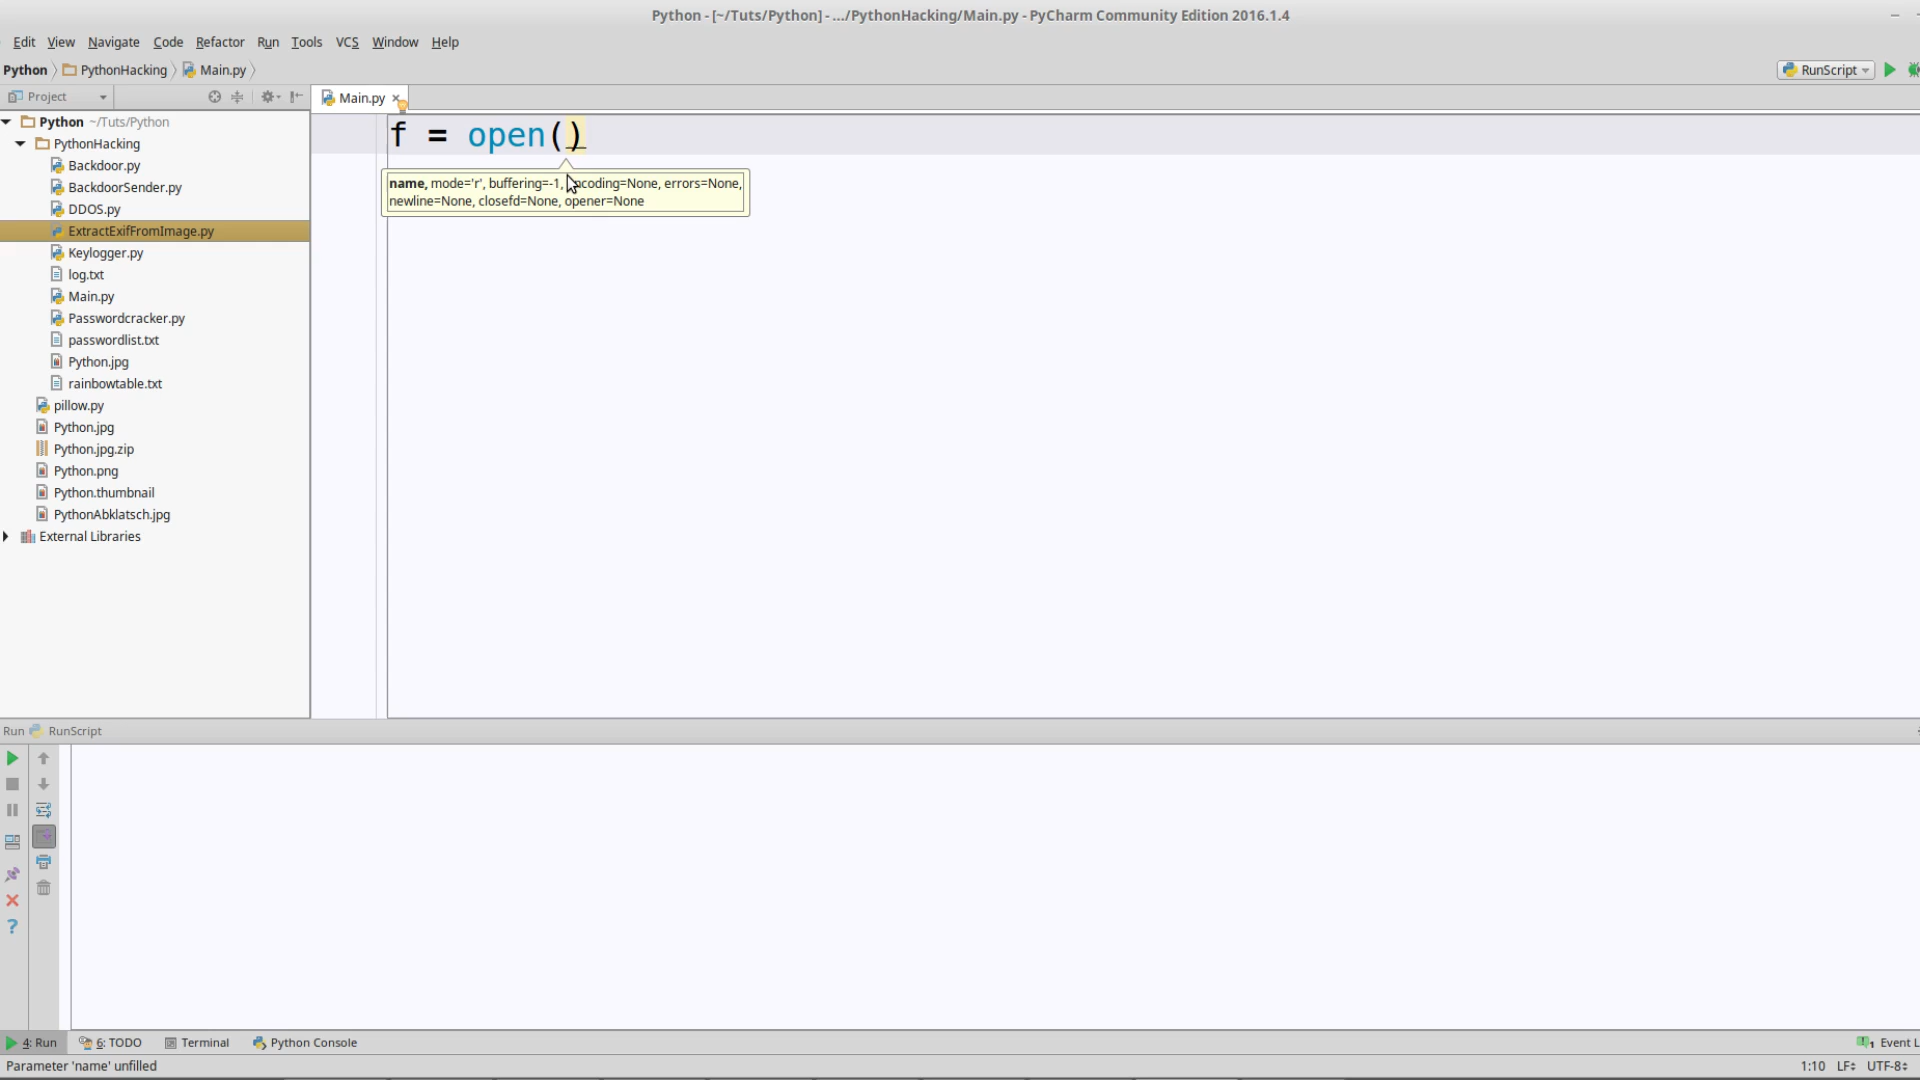 Python - [~/Tuts/Python] - .../PythonHacking/Main.py - PyCharm Community Edition 2016.1.4
Edit View Navigate Code Refactor Run Tools VCS Window Help
Python PythonHacking Main.py
RunScript
Project
Main.py
Python ~/Tuts/Python
PythonHacking
Backdoor.py
BackdoorSender.py
DDOS.py
ExtractExifFromImage.py
Keylogger.py
log.txt
Main.py
Passwordcracker.py
passwordlist.txt
Python.jpg
rainbowtable.txt
pillow.py
Python.jpg
Python.jpg.zip
Python.png
Python.thumbnail
PythonAbklatsch.jpg
External Libraries
f = open()
name, mode='r', buffering=-1, ncoding=None, errors=None,
newline=None, closefd=None, opener=None
Run RunScript
4: Run 6: TODO Terminal Python Console
1 Event L
Parameter 'name' unfilled
1:10 LF UTF-8